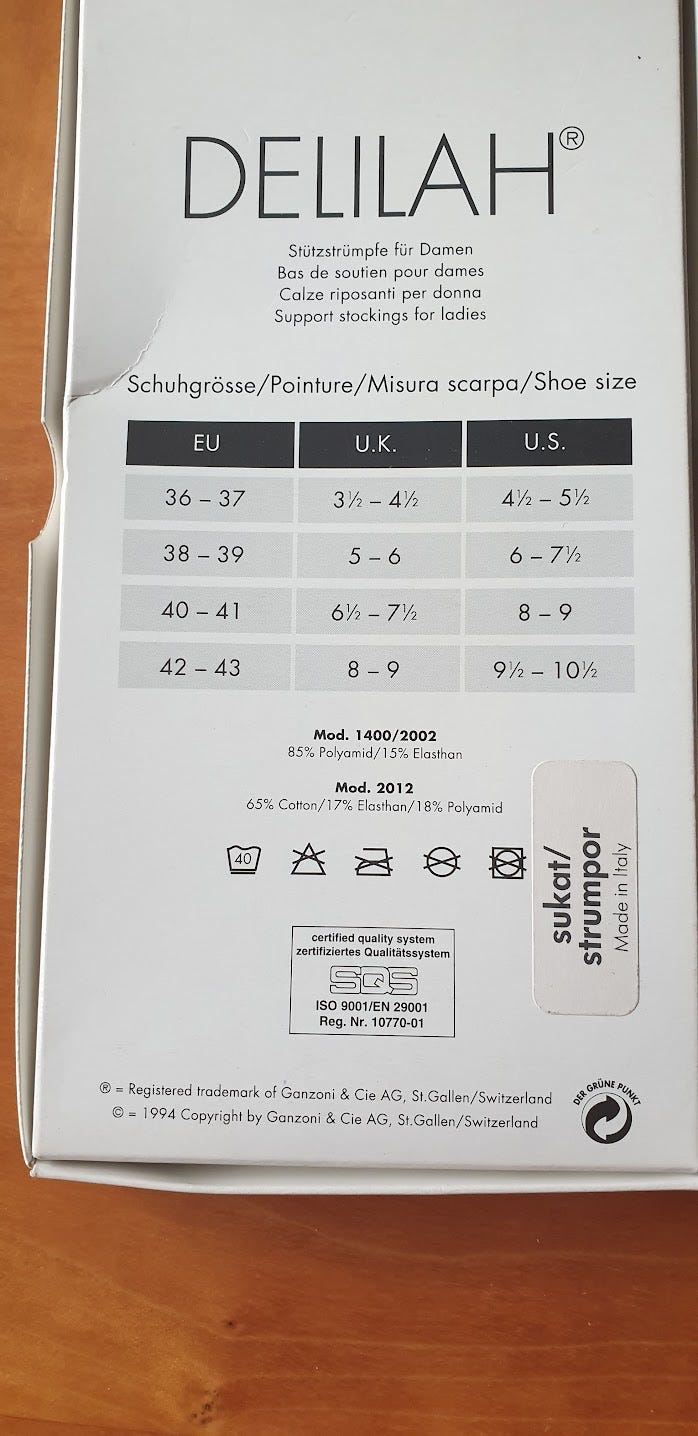 DELILAH®
Stützstrümpfe für Damen
Bas de soutien pour dames
Calze riposanti per donna
Support stockings for ladies
Schuhgrösse/Pointure/Misura scarpa/Shoe size
EU U.K. U.S.
36 – 37 3½ – 4½ 4½ – 5½
38 – 39 5 – 6 6 – 7½
40 – 41 6½ – 7½ 8 – 9
42 – 43 8 – 9 9½ – 10½
Mod. 1400/2002
85% Polyamid/15% Elasthan
Mod. 2012
65% Cotton/17% Elasthan/18% Polyamid
40
sukat/
strumpor
Made in Italy
certified quality system
zertifiziertes Qualitätssystem
SQS
ISO 9001/EN 29001
Reg. Nr. 10770-01
® = Registered trademark of Ganzoni & Cie AG, St.Gallen/Switzerland
© = 1994 Copyright by Ganzoni & Cie AG, St.Gallen/Switzerland
DER GRÜNE PUNKT